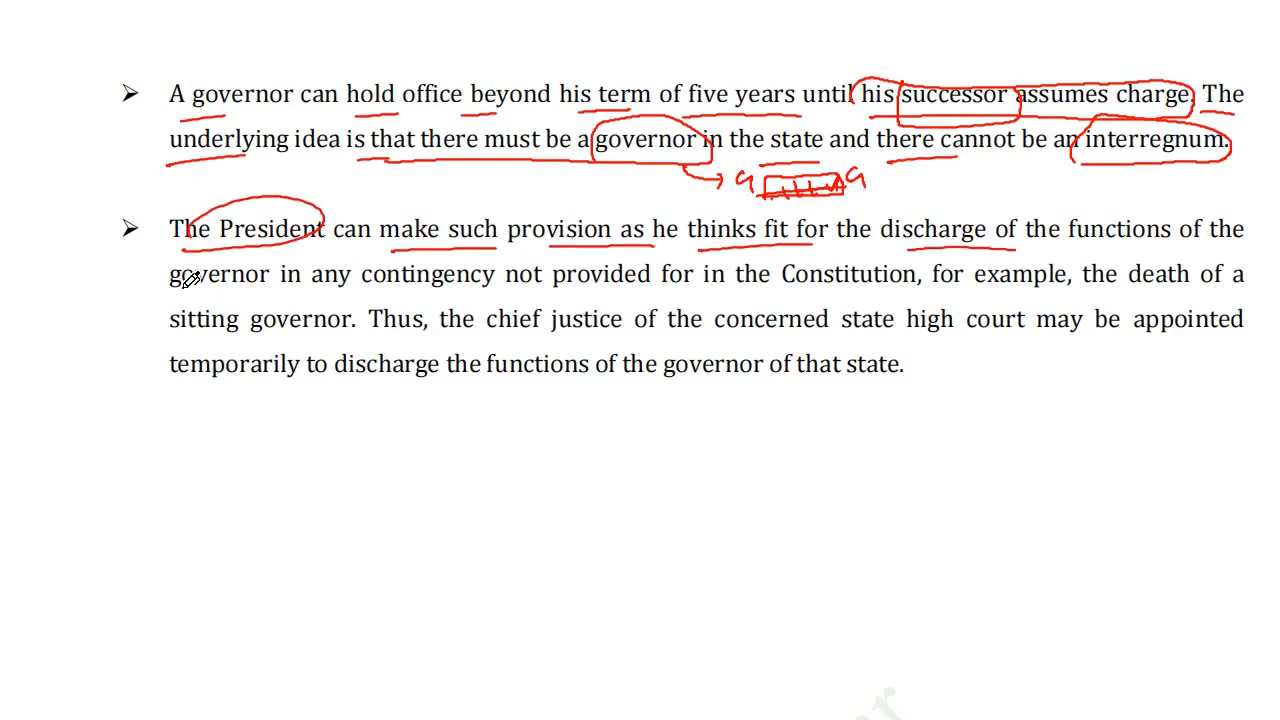 ➢ A governor can hold office beyond his term of five years until his successor assumes charge. The
underlying idea is that there must be a governor in the state and there cannot be an interregnum.
G G
➢ The President can make such provision as he thinks fit for the discharge of the functions of the
governor in any contingency not provided for in the Constitution, for example, the death of a
sitting governor. Thus, the chief justice of the concerned state high court may be appointed
temporarily to discharge the functions of the governor of that state.